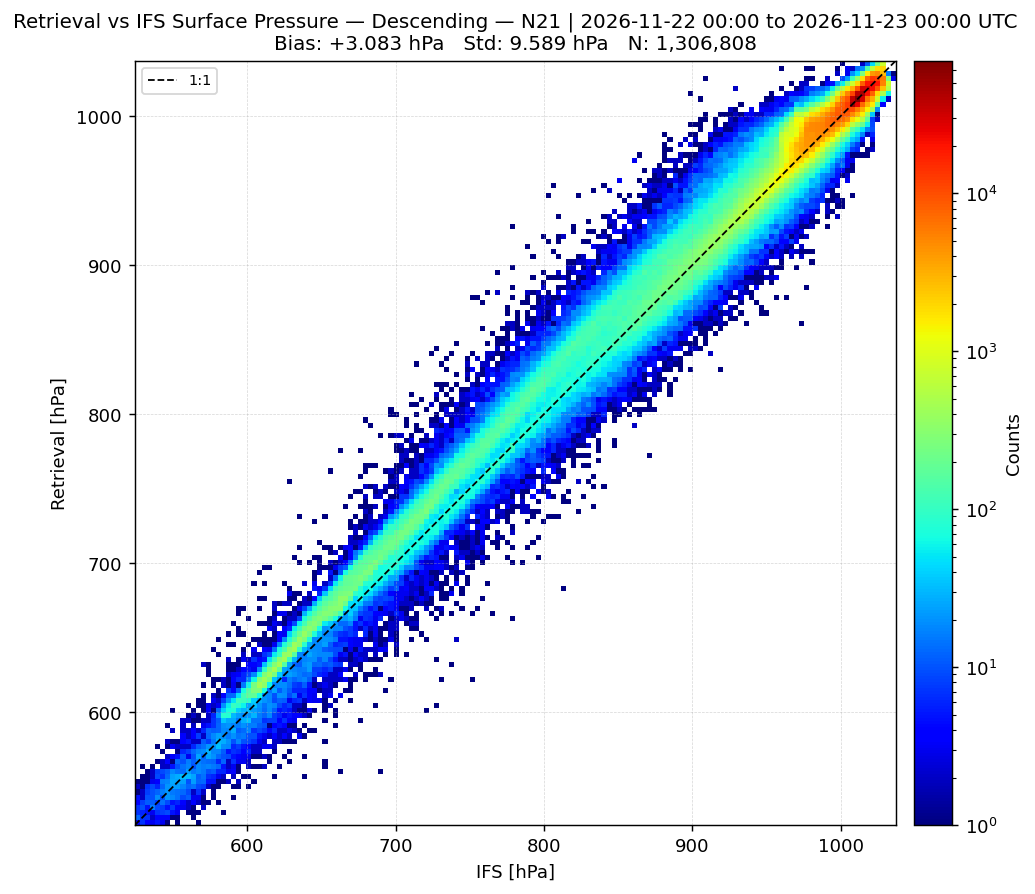 Retrieval vs IFS Surface Pressure — Descending — N21 | 2026-11-22 00:00 to 2026-11-23 00:00 UTC
Bias: +3.083 hPa   Std: 9.589 hPa   N: 1,306,808
1:1
1000
900
800
700
600
Retrieval [hPa]
600 700 800 900 1000
IFS [hPa]
10^4
10^3
10^2
10^1
10^0
Counts